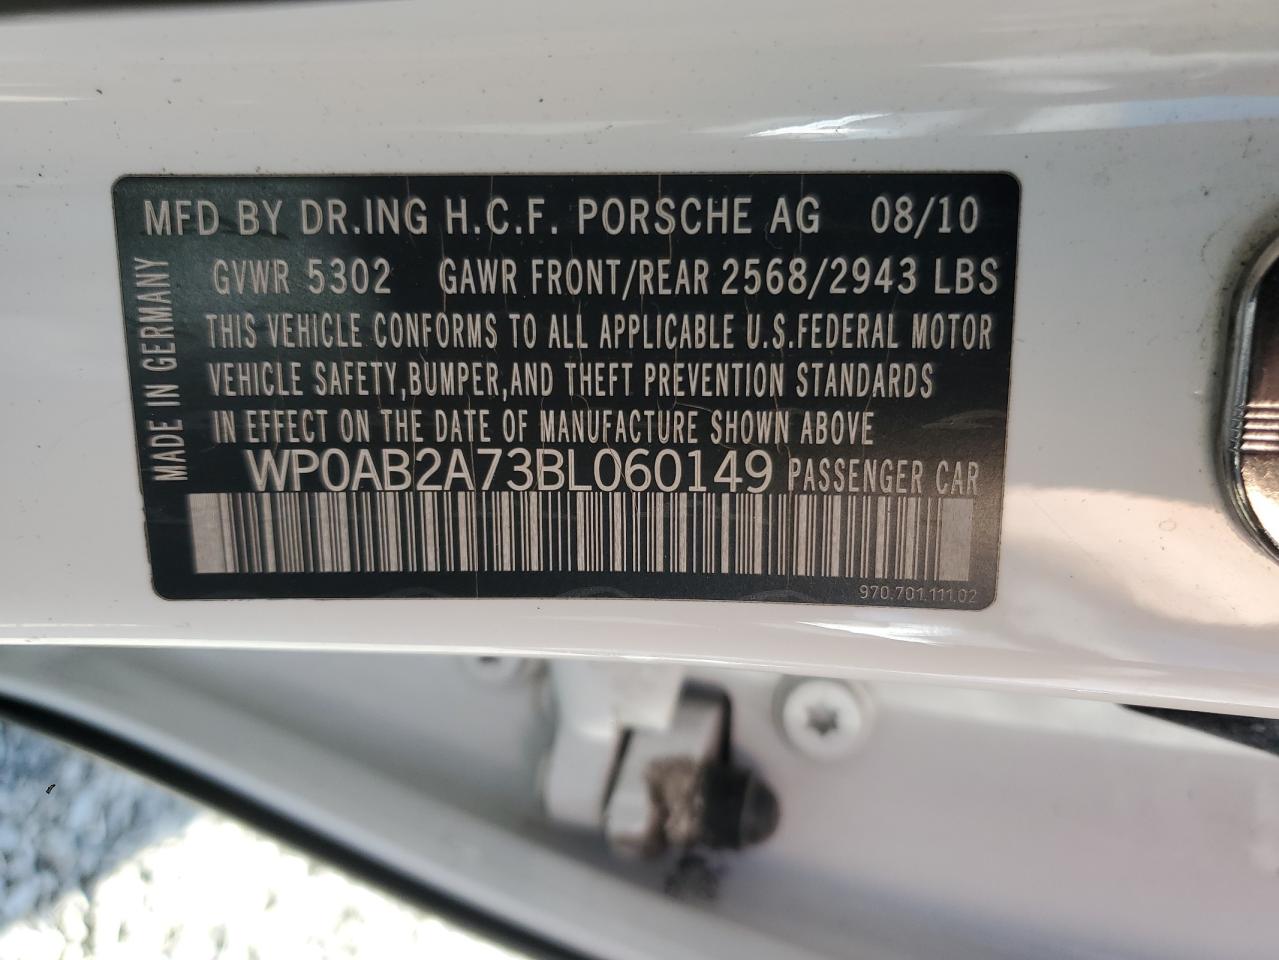 MFD BY DR.ING H.C.F. PORSCHE AG 08/10
GVWR 5302 GAWR FRONT/REAR 2568/2943 LBS
THIS VEHICLE CONFORMS TO ALL APPLICABLE U.S.FEDERAL MOTOR
VEHICLE SAFETY,BUMPER,AND THEFT PREVENTION STANDARDS
IN EFFECT ON THE DATE OF MANUFACTURE SHOWN ABOVE
WP0AB2A73BL060149 PASSENGER CAR
970.701.111.02
MADE IN GERMANY